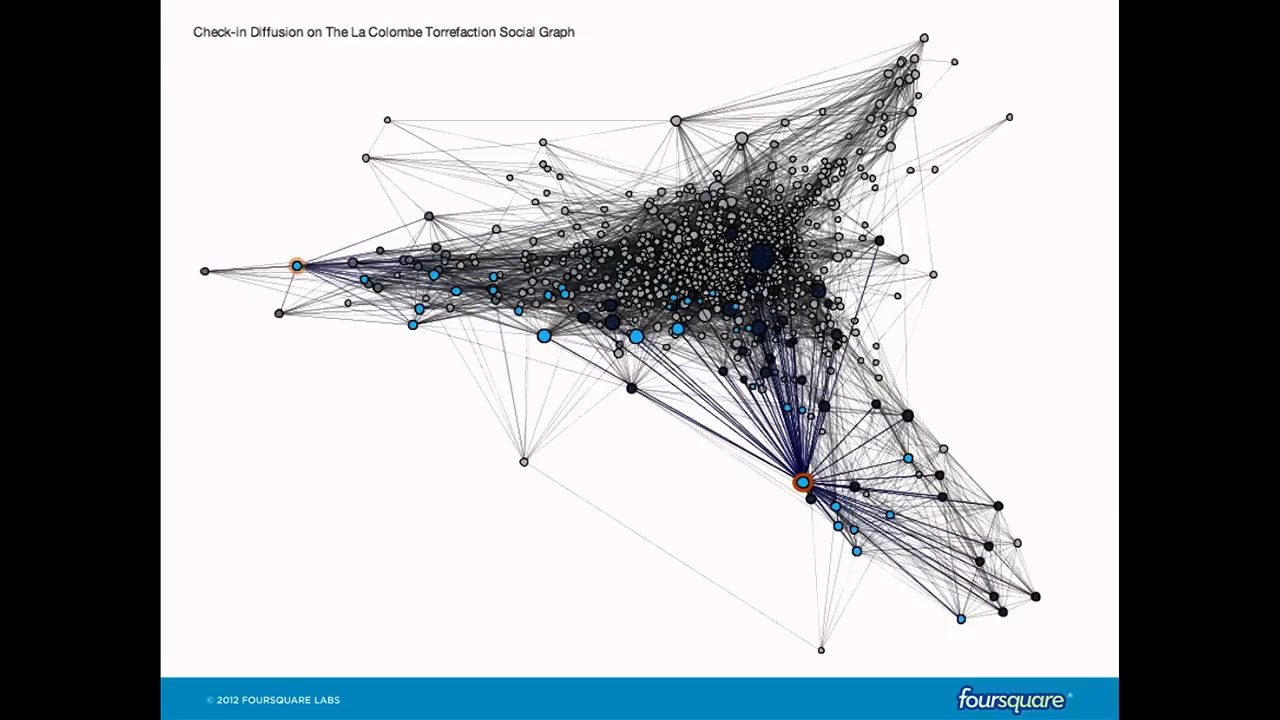 Check-in Diffusion on The La Colombe Torrefaction Social Graph
© 2012 FOURSQUARE LABS
foursquare®